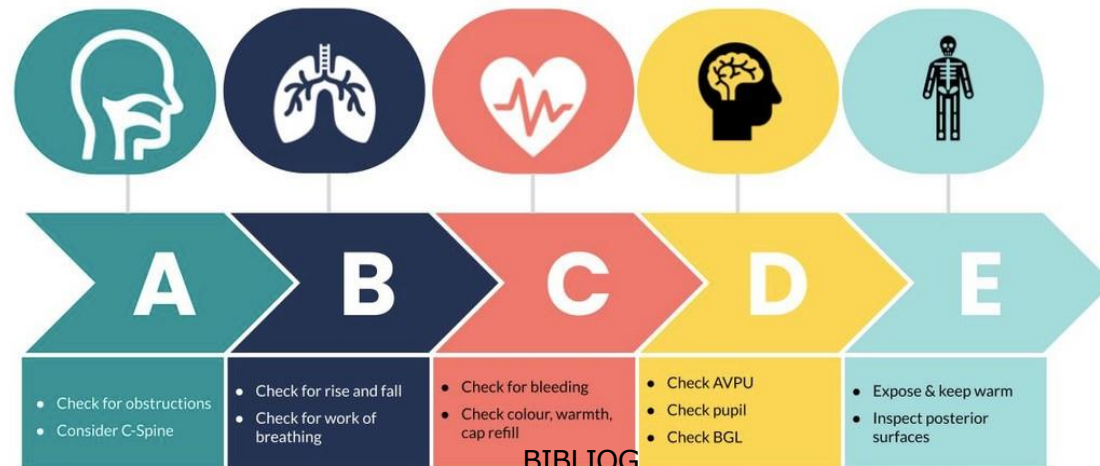 A
B
C
D
E
● Check for obstructions
● Consider C-Spine
● Check for rise and fall
● Check for work of
breathing
● Check for bleeding
● Check colour, warmth,
cap refill
● Check AVPU
● Check pupil
● Check BGL
● Expose & keep warm
● Inspect posterior
surfaces
BIBLIOG